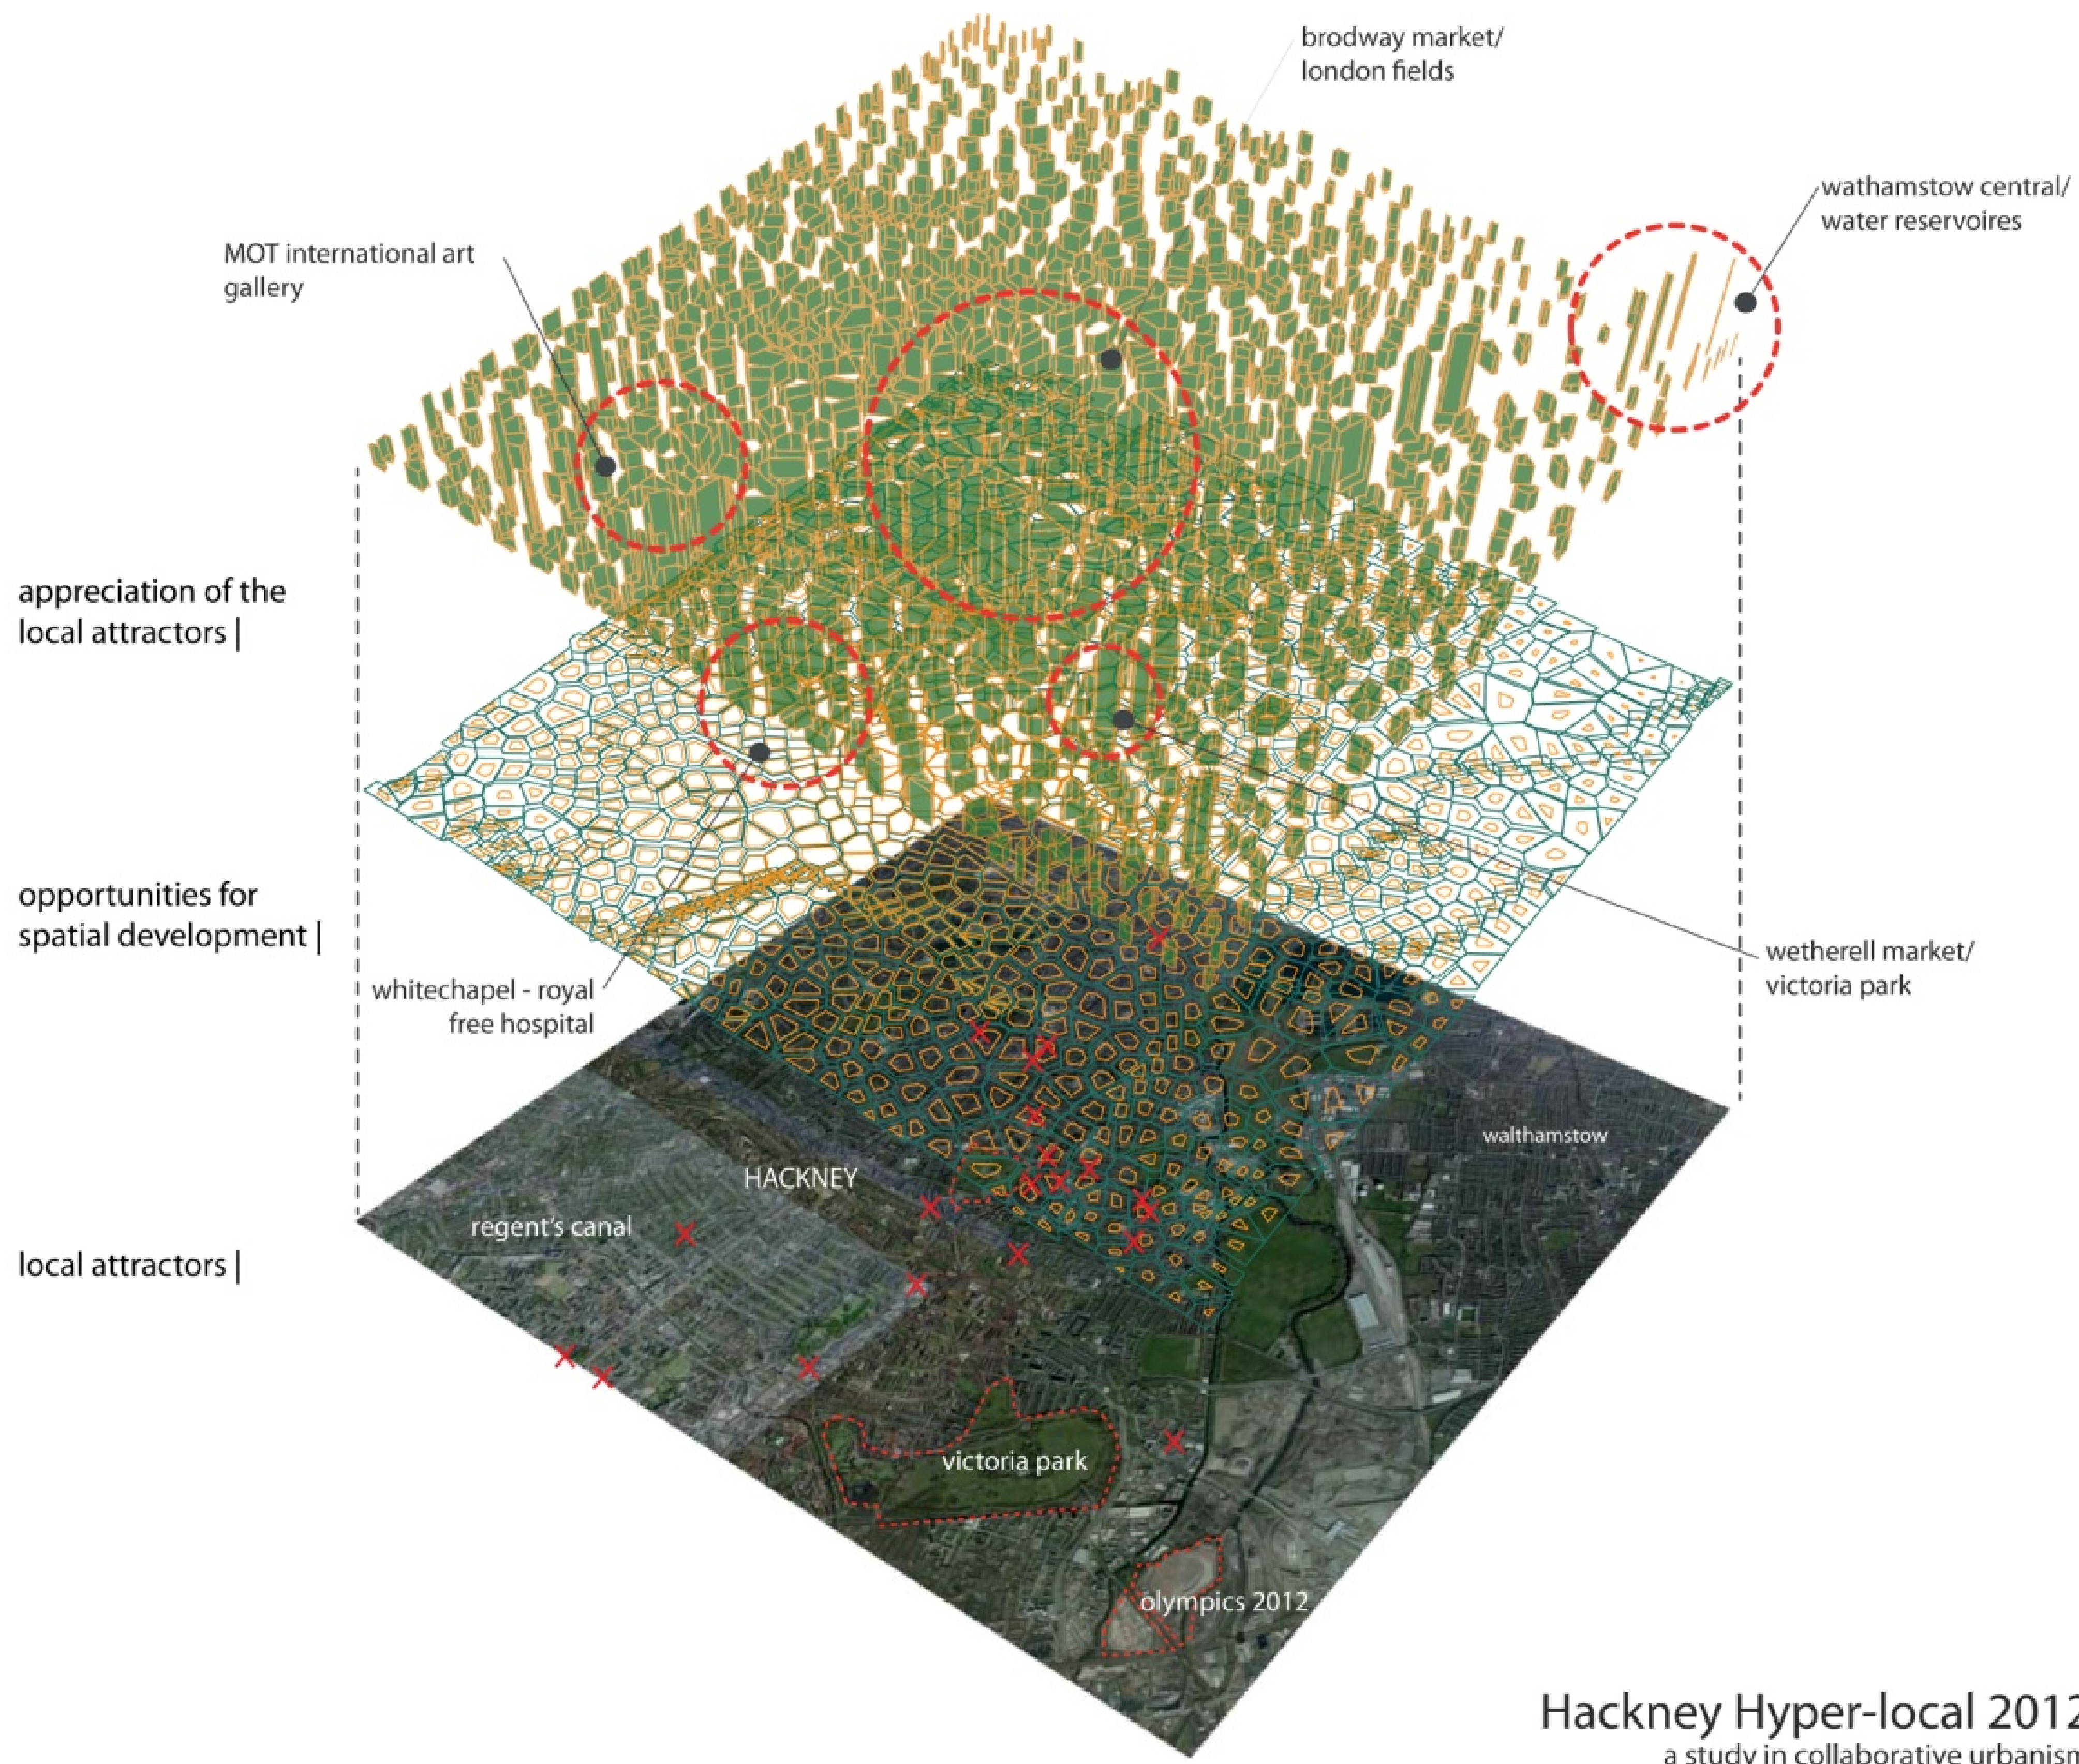 brodway market/
london fields
wathamstow central/
water reservoires
MOT international art
gallery
appreciation of the
local attractors |
opportunities for
spatial development |
whitechapel - royal
free hospital
wetherell market/
victoria park
walthamstow
HACKNEY
regent's canal
local attractors |
victoria park
olympics 2012
Hackney Hyper-local 2012
a study in collaborative urbanism